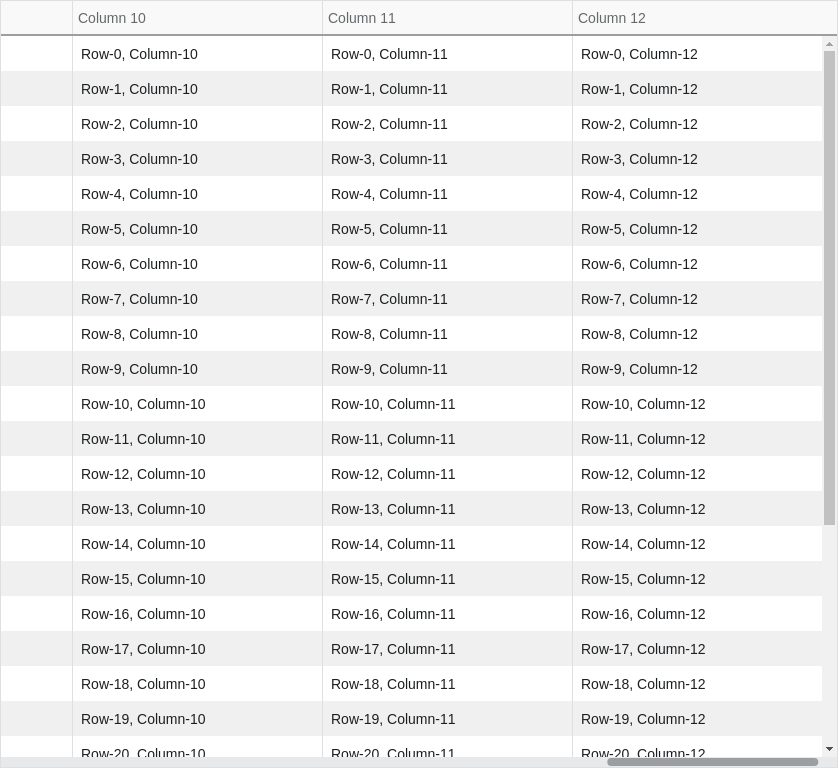 Column 10 Column 11 Column 12
Row-0, Column-10 Row-0, Column-11 Row-0, Column-12
Row-1, Column-10 Row-1, Column-11 Row-1, Column-12
Row-2, Column-10 Row-2, Column-11 Row-2, Column-12
Row-3, Column-10 Row-3, Column-11 Row-3, Column-12
Row-4, Column-10 Row-4, Column-11 Row-4, Column-12
Row-5, Column-10 Row-5, Column-11 Row-5, Column-12
Row-6, Column-10 Row-6, Column-11 Row-6, Column-12
Row-7, Column-10 Row-7, Column-11 Row-7, Column-12
Row-8, Column-10 Row-8, Column-11 Row-8, Column-12
Row-9, Column-10 Row-9, Column-11 Row-9, Column-12
Row-10, Column-10 Row-10, Column-11 Row-10, Column-12
Row-11, Column-10 Row-11, Column-11 Row-11, Column-12
Row-12, Column-10 Row-12, Column-11 Row-12, Column-12
Row-13, Column-10 Row-13, Column-11 Row-13, Column-12
Row-14, Column-10 Row-14, Column-11 Row-14, Column-12
Row-15, Column-10 Row-15, Column-11 Row-15, Column-12
Row-16, Column-10 Row-16, Column-11 Row-16, Column-12
Row-17, Column-10 Row-17, Column-11 Row-17, Column-12
Row-18, Column-10 Row-18, Column-11 Row-18, Column-12
Row-19, Column-10 Row-19, Column-11 Row-19, Column-12
Row-20, Column-10 Row-20, Column-11 Row-20, Column-12